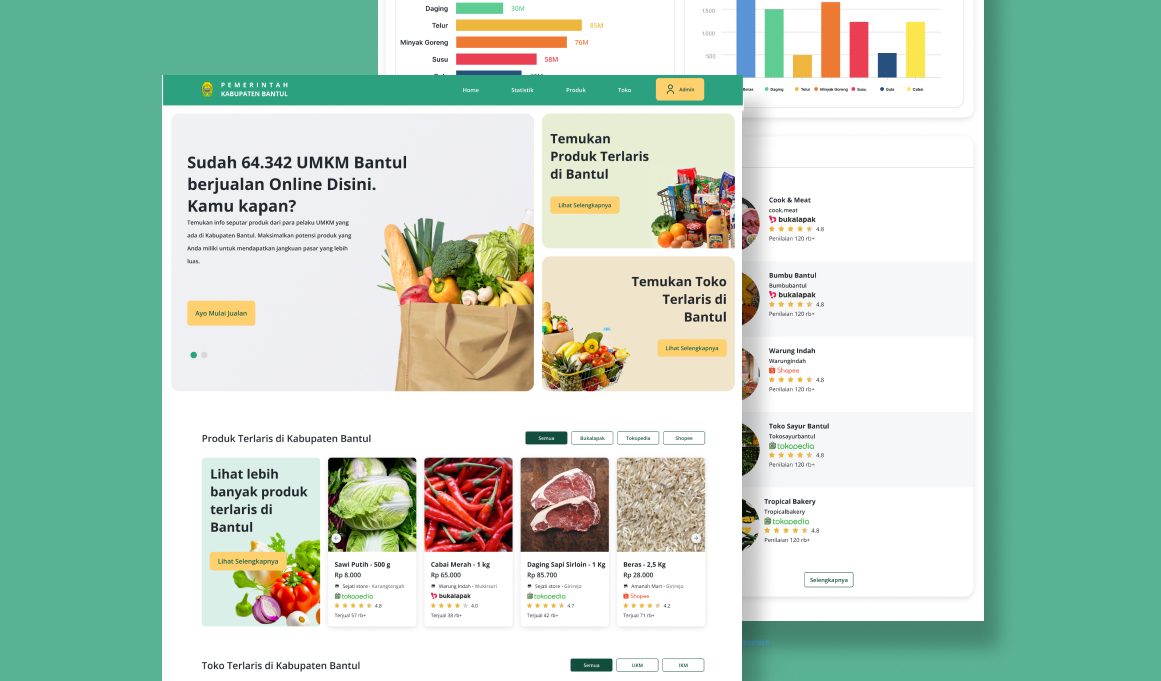 Daging
30M
Telur
85M
Minyak Goreng
76M
Susu
58M
1,500
1,000
500
Beras
Daging
Telur
Minyak Goreng
Susu
Gula
Cabai
PEMERINTAH
KABUPATEN BANTUL
Home
Statistik
Produk
Toko
Admin
Sudah 64.342 UMKM Bantul
berjualan Online Disini.
Kamu kapan?
Temukan info seputar produk dari para pelaku UMKM yang
ada di Kabupaten Bantul. Maksimalkan potensi produk yang
Anda miliki untuk mendapatkan jangkuan pasar yang lebih
luas.
Ayo Mulai Jualan
Temukan
Produk Terlaris
di Bantul
Lihat Selengkapnya
Temukan Toko
Terlaris di
Bantul
Lihat Selengkapnya
Cook & Meat
cook.meat
bukalapak
4.8
Penilaian 120 rb+
Bumbu Bantul
Bumbubantul
bukalapak
4.8
Penilaian 120 rb+
Warung Indah
Warungindah
Shopee
4.8
Penilaian 120 rb+
Toko Sayur Bantul
Tokosayurbantul
tokopedia
4.8
Penilaian 120 rb+
Tropical Bakery
Tropicalbakery
tokopedia
4.8
Penilaian 120 rb+
Selengkapnya
Produk Terlaris di Kabupaten Bantul
Semua
Bukalapak
Tokopedia
Shopee
Lihat lebih
banyak produk
terlaris di
Bantul
Lihat Selengkapnya
Sawi Putih - 500 g
Rp 8.000
Sejati store - Karangtengah
tokopedia
4.8
Terjual 57 rb+
Cabai Merah - 1 kg
Rp 65.000
Warung Indah - Wukirsari
bukalapak
4.0
Terjual 38 rb+
Daging Sapi Sirloin - 1 Kg
Rp 85.700
Sejati store - Girirejo
tokopedia
4.7
Terjual 42 rb+
Beras - 2,5 Kg
Rp 28.000
Amanah Mart - Girirejo
Shopee
4.2
Terjual 71 rb+
Toko Terlaris di Kabupaten Bantul
Semua
UKM
IKM